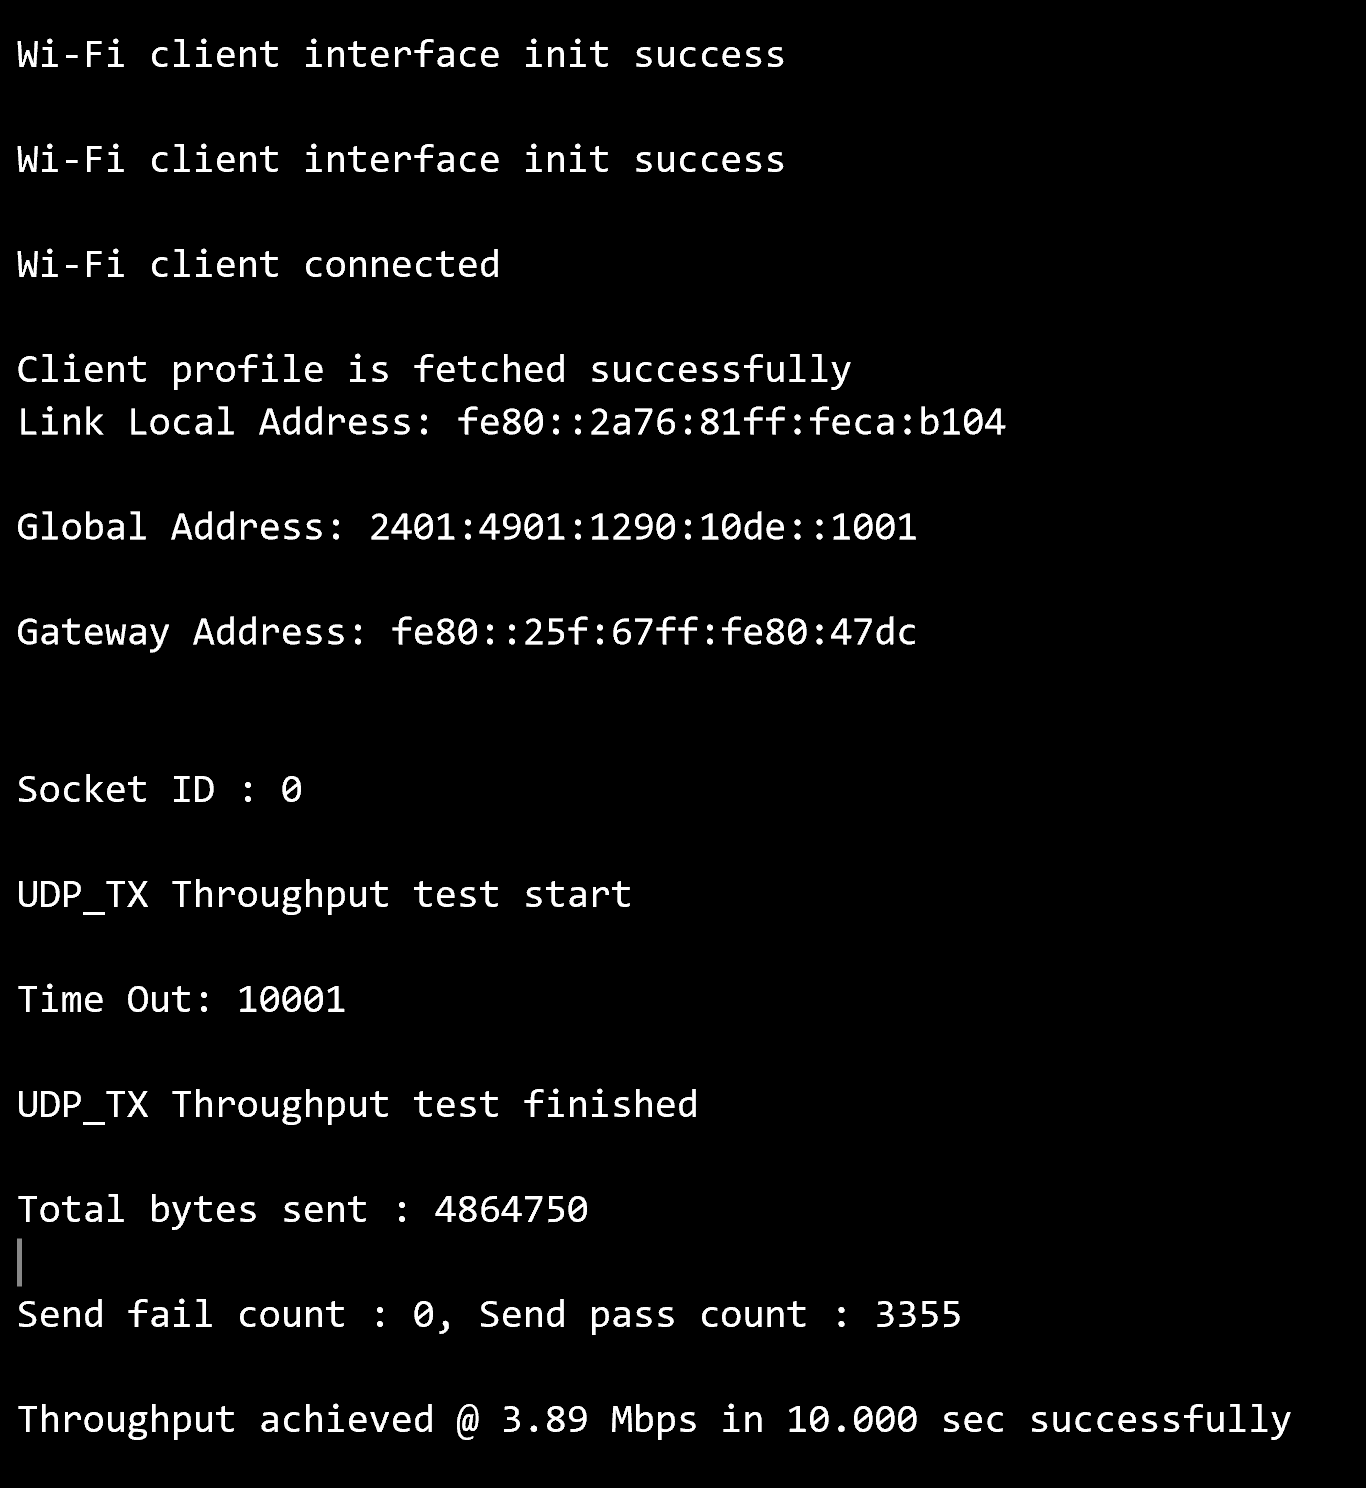 Wi-Fi client interface init success
Wi-Fi client interface init success
Wi-Fi client connected
Client profile is fetched successfully
Link Local Address: fe80::2a76:81ff:feca:b104
Global Address: 2401:4901:1290:10de::1001
Gateway Address: fe80::25f:67ff:fe80:47dc
Socket ID : 0
UDP_TX Throughput test start
Time Out: 10001
UDP_TX Throughput test finished
Total bytes sent : 4864750
Send fail count : 0, Send pass count : 3355
Throughput achieved @ 3.89 Mbps in 10.000 sec successfully